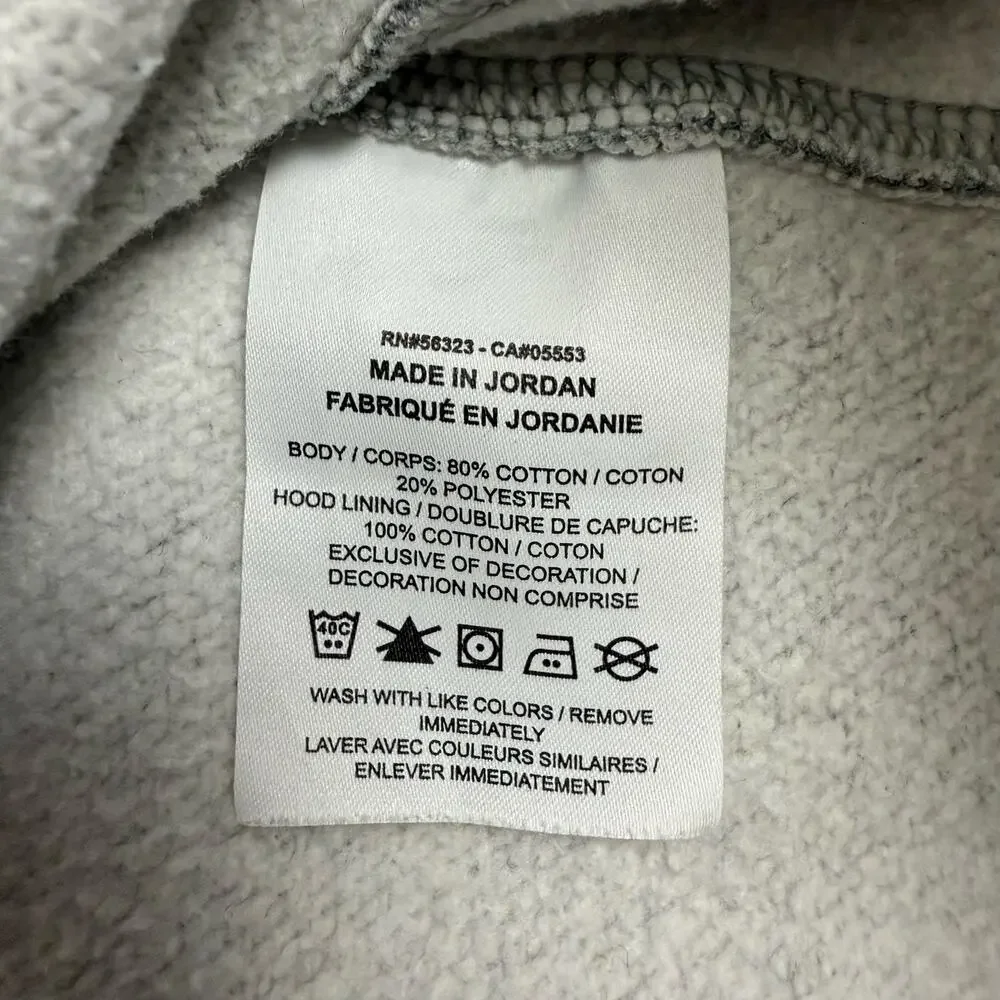 RN#56323 - CA#05553
MADE IN JORDAN
FABRIQUÉ EN JORDANIE
BODY / CORPS: 80% COTTON / COTON
20% POLYESTER
HOOD LINING / DOUBLURE DE CAPUCHE:
100% COTTON / COTON
EXCLUSIVE OF DECORATION /
DECORATION NON COMPRISE
40C
WASH WITH LIKE COLORS / REMOVE
IMMEDIATELY
LAVER AVEC COULEURS SIMILAIRES /
ENLEVER IMMEDIATEMENT